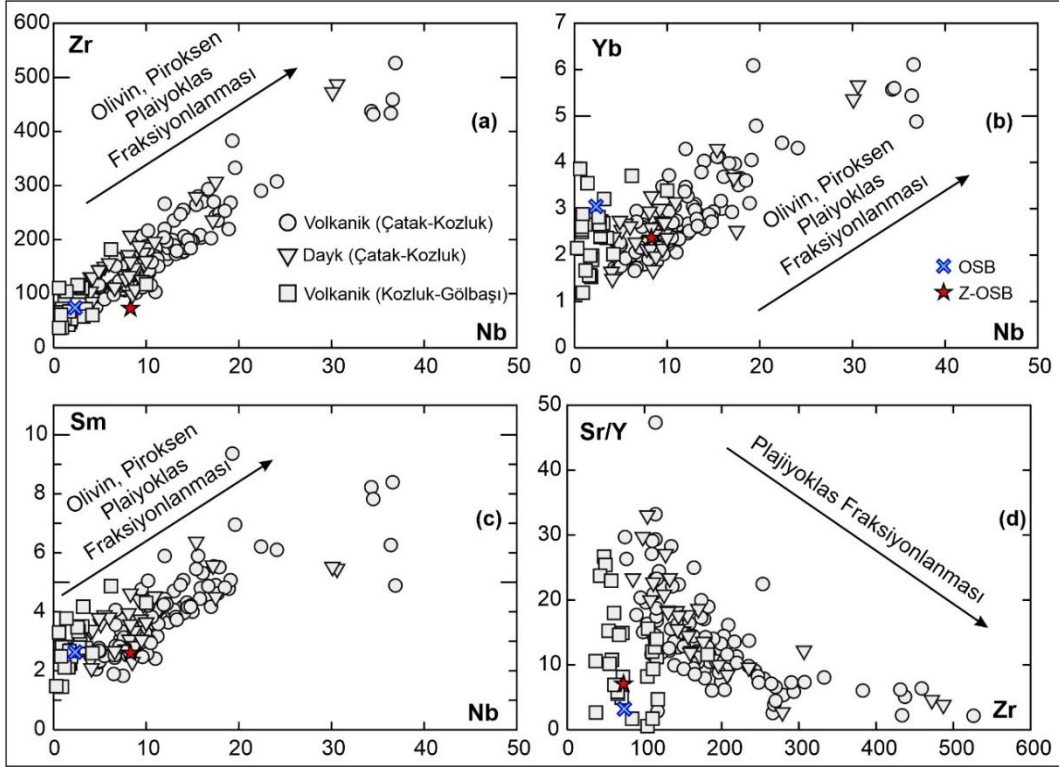 600
Zr
500
400
300
200
100
0
Olivin, Piroksen
Plaiyoklas
Fraksiyonlanması
(a)
Volkanik (Çatak-Kozluk)
Dayk (Çatak-Kozluk)
Volkanik (Kozluk-Gölbaşı)
Nb
0 10 20 30 40 50
7
Yb
6
5
4
3
2
1
0
(b)
Olivin, Piroksen
Plaiyoklas
Fraksiyonlanması
OSB
Z-OSB
Nb
0 10 20 30 40 50
Sm
10
8
6
4
2
0
Olivin, Piroksen
Plaiyoklas
Fraksiyonlanması
(c)
Nb
0 10 20 30 40 50
50
Sr/Y
40
30
20
10
0
Plajiyoklas Fraksiyonlanması
(d)
Zr
0 100 200 300 400 500 600